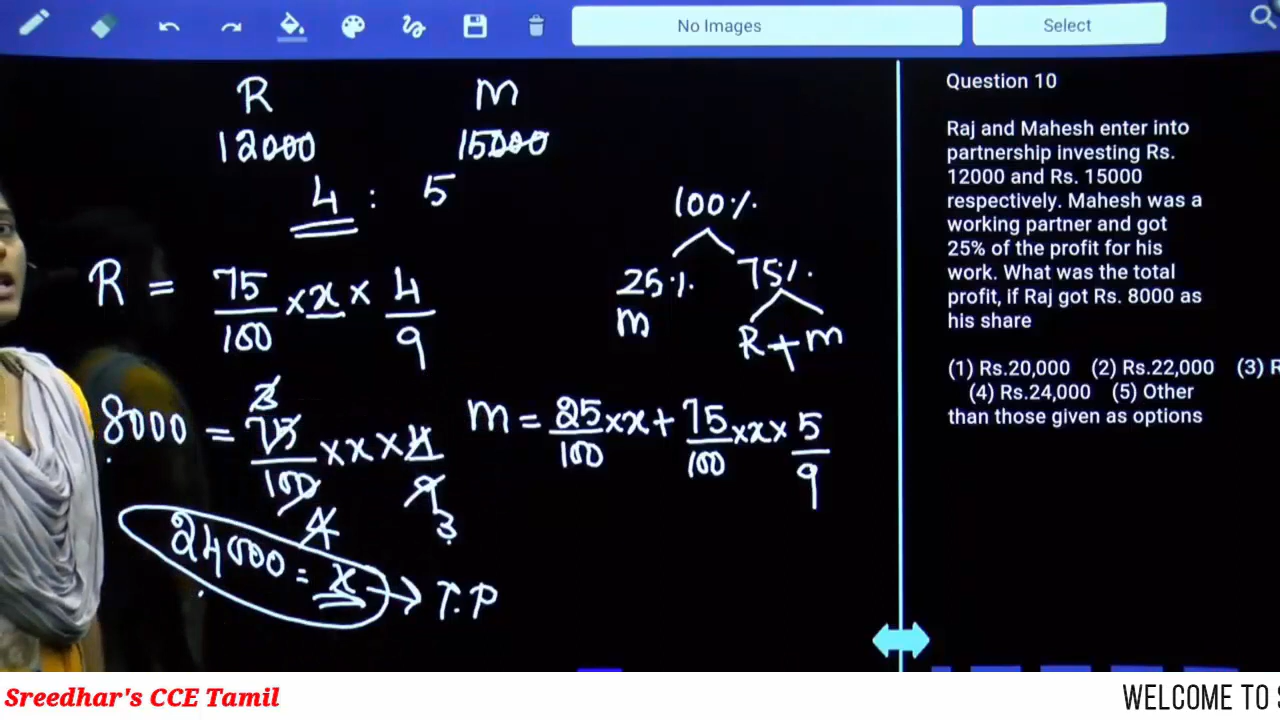 No Images
Select
R M
12000 15000
4 : 5
100%
25% 75%
m R + m
R = 75/100 × x × 4/9
8000 = 75/100 × x × 4/9
3
4
3
m = 25/100 × x + 75/100 × x × 5/9
24000 = x → T.P
Question 10
Raj and Mahesh enter into
partnership investing Rs.
12000 and Rs. 15000
respectively. Mahesh was a
working partner and got
25% of the profit for his
work. What was the total
profit, if Raj got Rs. 8000 as
his share
(1) Rs.20,000 (2) Rs.22,000 (3) R
(4) Rs.24,000 (5) Other
than those given as options
Sreedhar's CCE Tamil
WELCOME TO S